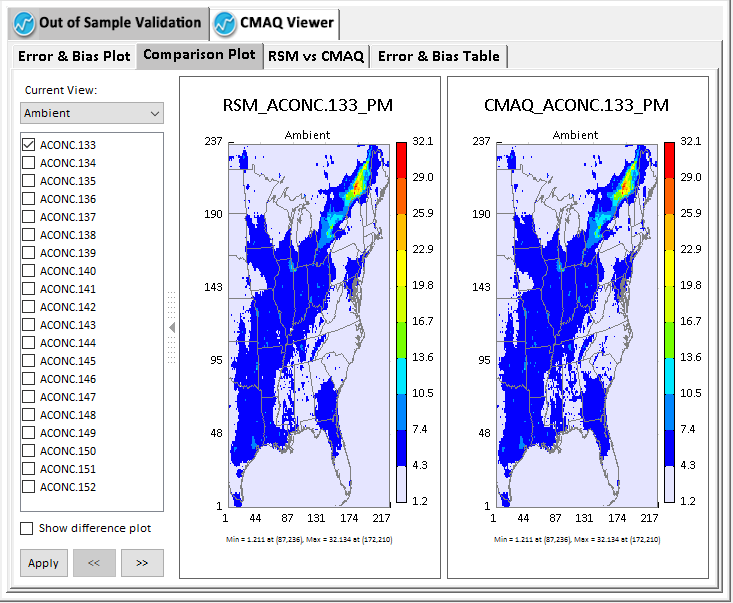 Out of Sample Validation
CMAQ Viewer
Error & Bias Plot
Comparison Plot
RSM vs CMAQ
Error & Bias Table
Current View:
Ambient
ACONC.133
ACONC.134
ACONC.135
ACONC.136
ACONC.137
ACONC.138
ACONC.139
ACONC.140
ACONC.141
ACONC.142
ACONC.143
ACONC.144
ACONC.145
ACONC.146
ACONC.147
ACONC.148
ACONC.149
ACONC.150
ACONC.151
ACONC.152
Show difference plot
Apply
<<
>>
RSM_ACONC.133_PM
Ambient
237
190
143
95
48
1
1 44 87 131 174 217
32.1
29.0
25.9
22.9
19.8
16.7
13.6
10.5
7.4
4.3
1.2
Min = 1.211 at (87,236), Max = 32.134 at (172,210)
CMAQ_ACONC.133_PM
Ambient
237
190
143
95
48
1
1 44 87 131 174 217
32.1
29.0
25.9
22.9
19.8
16.7
13.6
10.5
7.4
4.3
1.2
Min = 1.211 at (87,236), Max = 32.134 at (172,210)